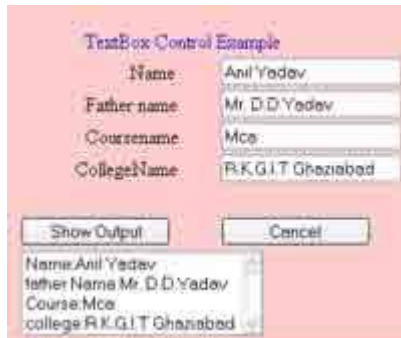 TextBox Control Example
Name Anil Yadav
Father name Mr. D.D.Yadav
Coursename Mca
CollegeName R.K.G.I.T Ghaziabad
Show Output Cancel
Name:Anil Yadav
father Name:Mr. D.D.Yadav
Course:Mca
college:R.K.G.I.T Ghaziabad